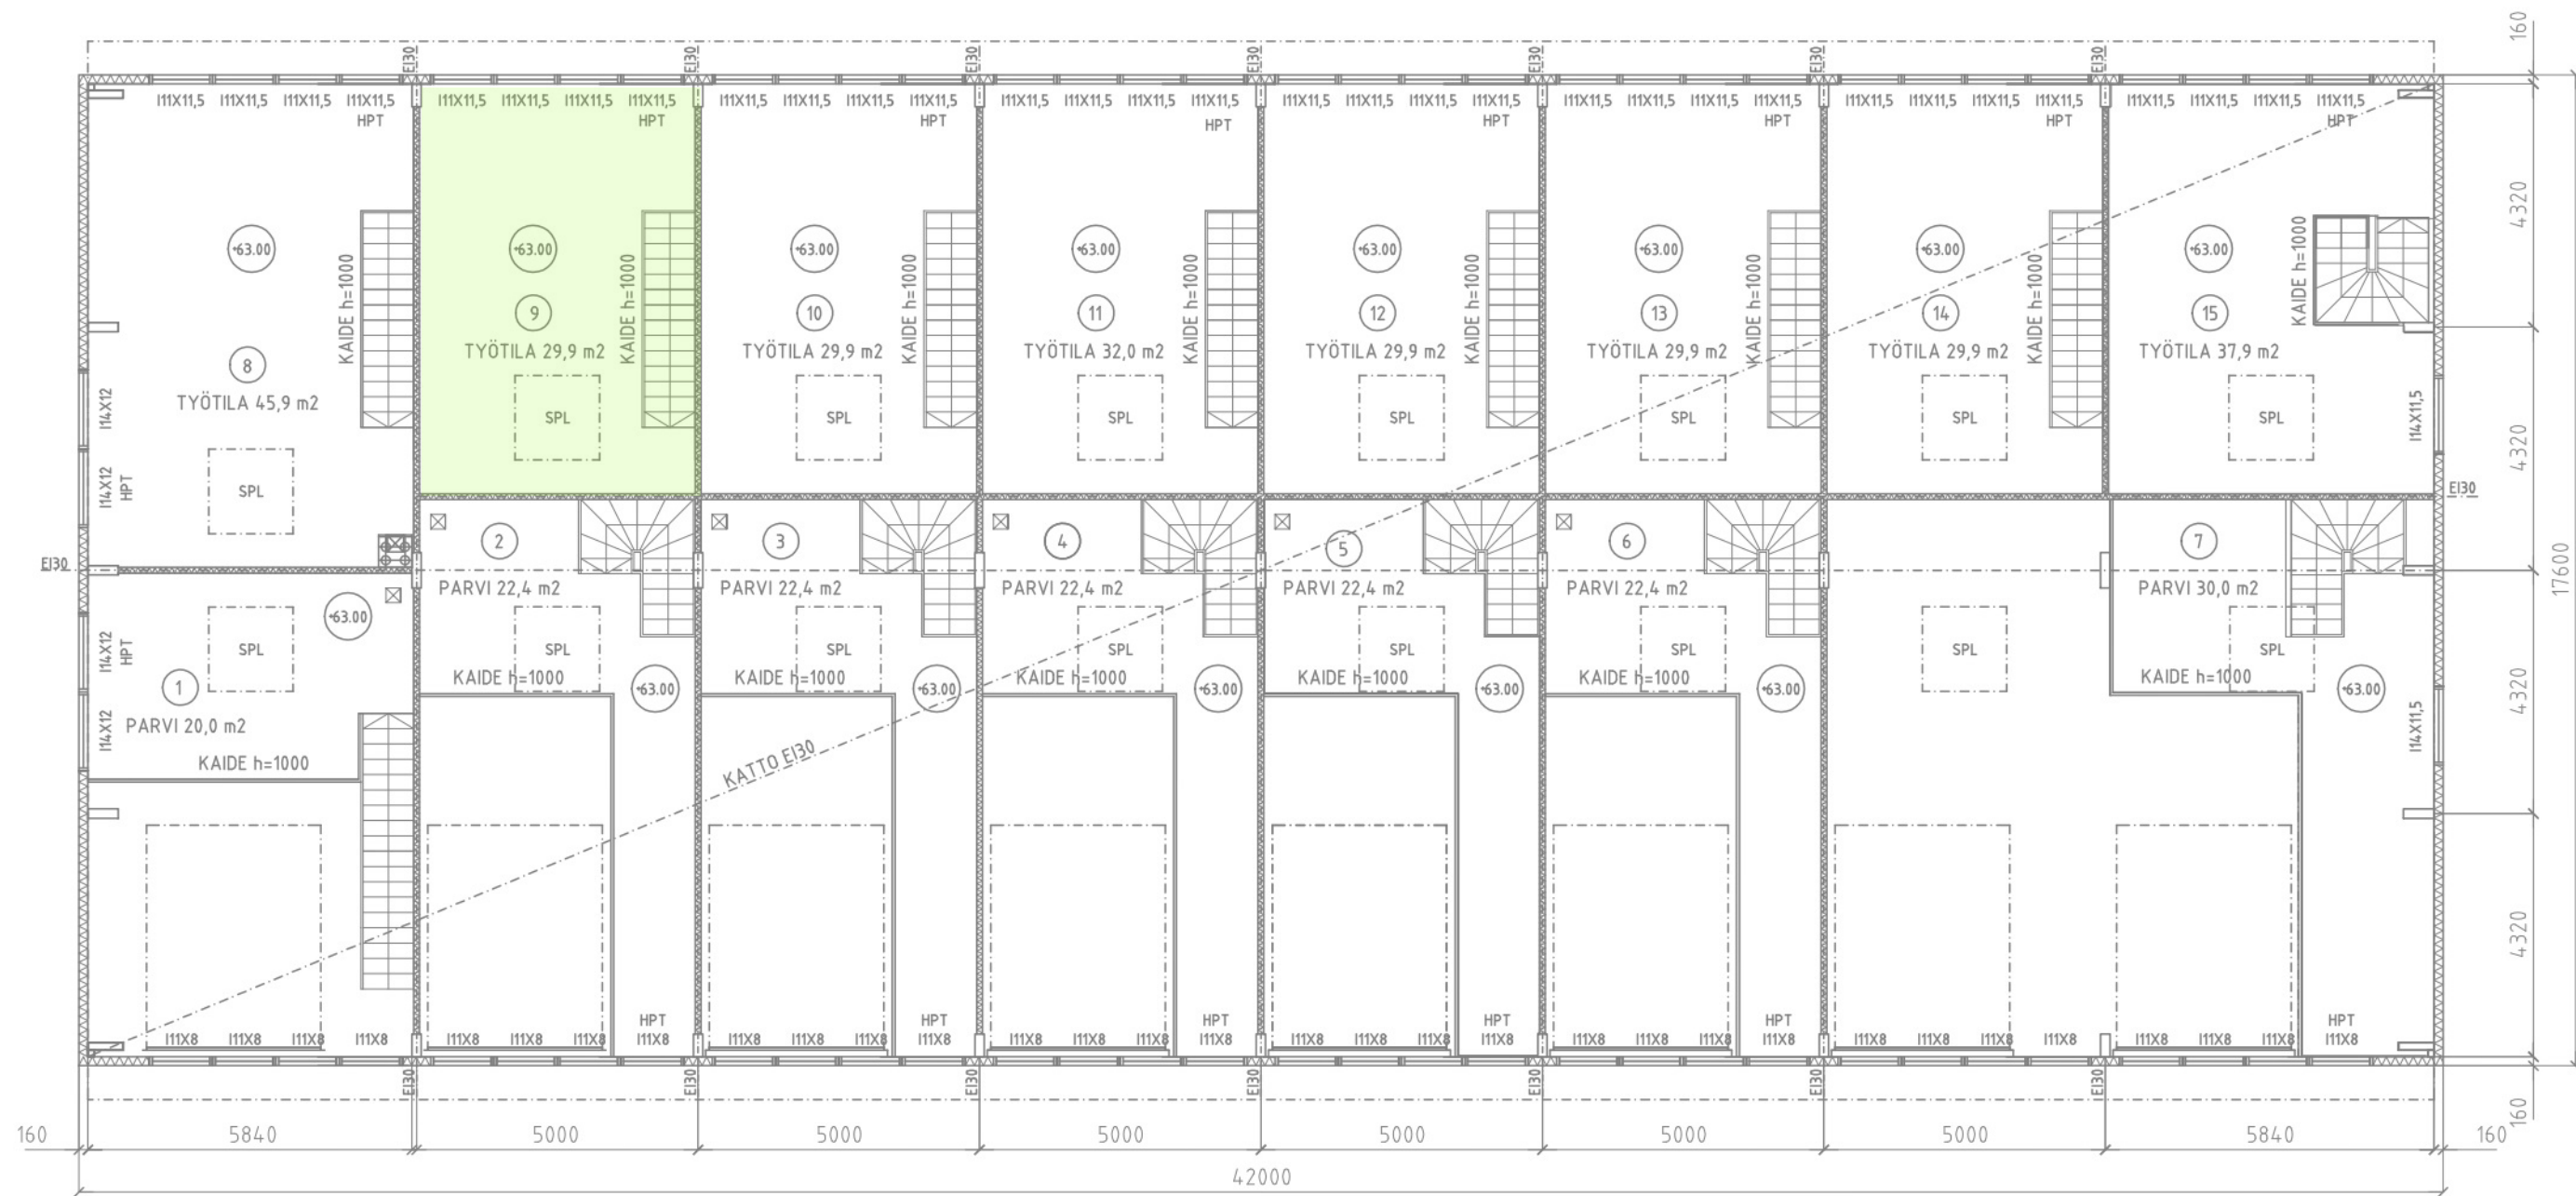 160
EI30 EI30 EI30 EI30 EI30 EI30 EI30
I11X11,5 I11X11,5 I11X11,5 I11X11,5 I11X11,5 I11X11,5 I11X11,5 I11X11,5 I11X11,5 I11X11,5 I11X11,5 I11X11,5 I11X11,5 I11X11,5 I11X11,5 I11X11,5 I11X11,5 I11X11,5 I11X11,5 I11X11,5 I11X11,5 I11X11,5 I11X11,5 I11X11,5 I11X11,5 I11X11,5 I11X11,5 I11X11,5 I11X11,5 I11X11,5 I11X11,5 I11X11,5
HPT HPT HPT HPT HPT HPT HPT HPT
4320
+63.00 +63.00 +63.00 +63.00 +63.00 +63.00 +63.00 +63.00
KAIDE h=1000 KAIDE h=1000 KAIDE h=1000 KAIDE h=1000 KAIDE h=1000 KAIDE h=1000 KAIDE h=1000 KAIDE h=1000
9 10 11 12 13 14 15
TYÖTILA 29,9 m2 TYÖTILA 29,9 m2 TYÖTILA 32,0 m2 TYÖTILA 29,9 m2 TYÖTILA 29,9 m2 TYÖTILA 29,9 m2 TYÖTILA 37,9 m2
8
TYÖTILA 45,9 m2
I14X12
SPL SPL SPL SPL SPL SPL SPL
I14X11,5
4320
I14X12
HPT
SPL
EI30
2 3 4 5 6 7
EI30
17600
PARVI 22,4 m2 PARVI 22,4 m2 PARVI 22,4 m2 PARVI 22,4 m2 PARVI 22,4 m2 PARVI 30,0 m2
+63.00
I14X12
HPT
SPL SPL SPL SPL SPL SPL SPL SPL
KAIDE h=1000 KAIDE h=1000 KAIDE h=1000 KAIDE h=1000 KAIDE h=1000 KAIDE h=1000
1
+63.00 +63.00 +63.00 +63.00 +63.00 +63.00
4320
I14X12
PARVI 20,0 m2
I14X11,5
KAIDE h=1000
KATTO EI30
4320
HPT HPT HPT HPT HPT HPT
I11X8 I11X8 I11X8 I11X8 I11X8 I11X8 I11X8 I11X8 I11X8 I11X8 I11X8 I11X8 I11X8 I11X8 I11X8 I11X8 I11X8 I11X8 I11X8 I11X8 I11X8 I11X8 I11X8 I11X8 I11X8 I11X8 I11X8 I11X8 I11X8 I11X8 I11X8 I11X8
EI30 EI30 EI30 EI30 EI30 EI30 EI30
160
160 5840 5000 5000 5000 5000 5000 5000 5840 160
42000